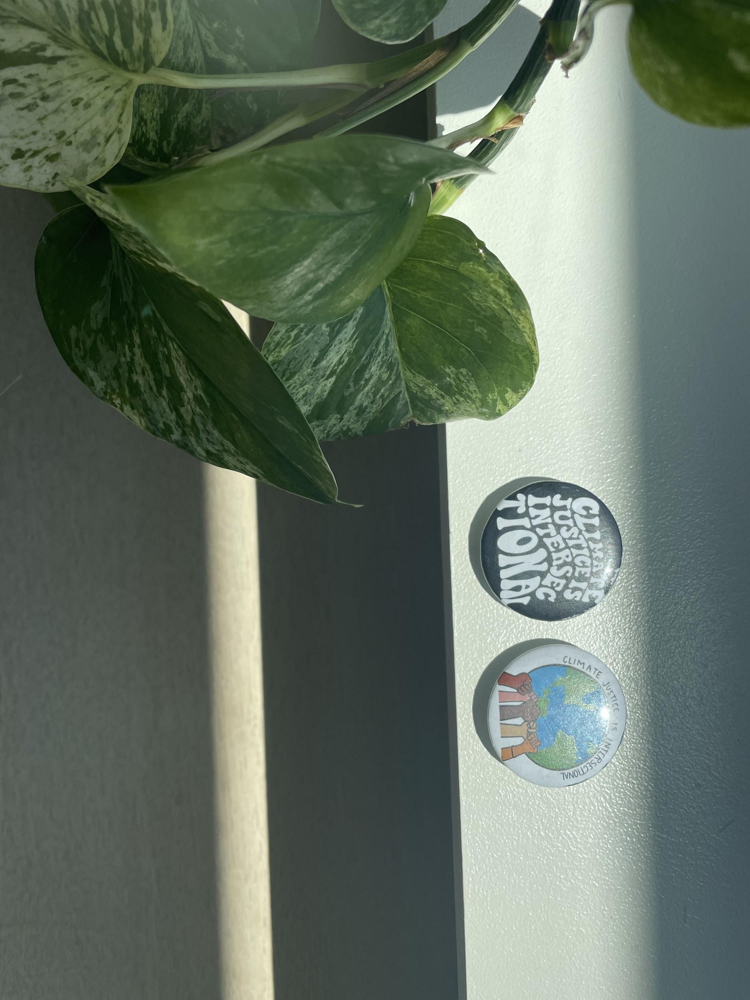 CLIMATE
JUSTICE IS
INTERSEC
TIONAL
CLIMATE JUSTICE IS INTERSECTIONAL